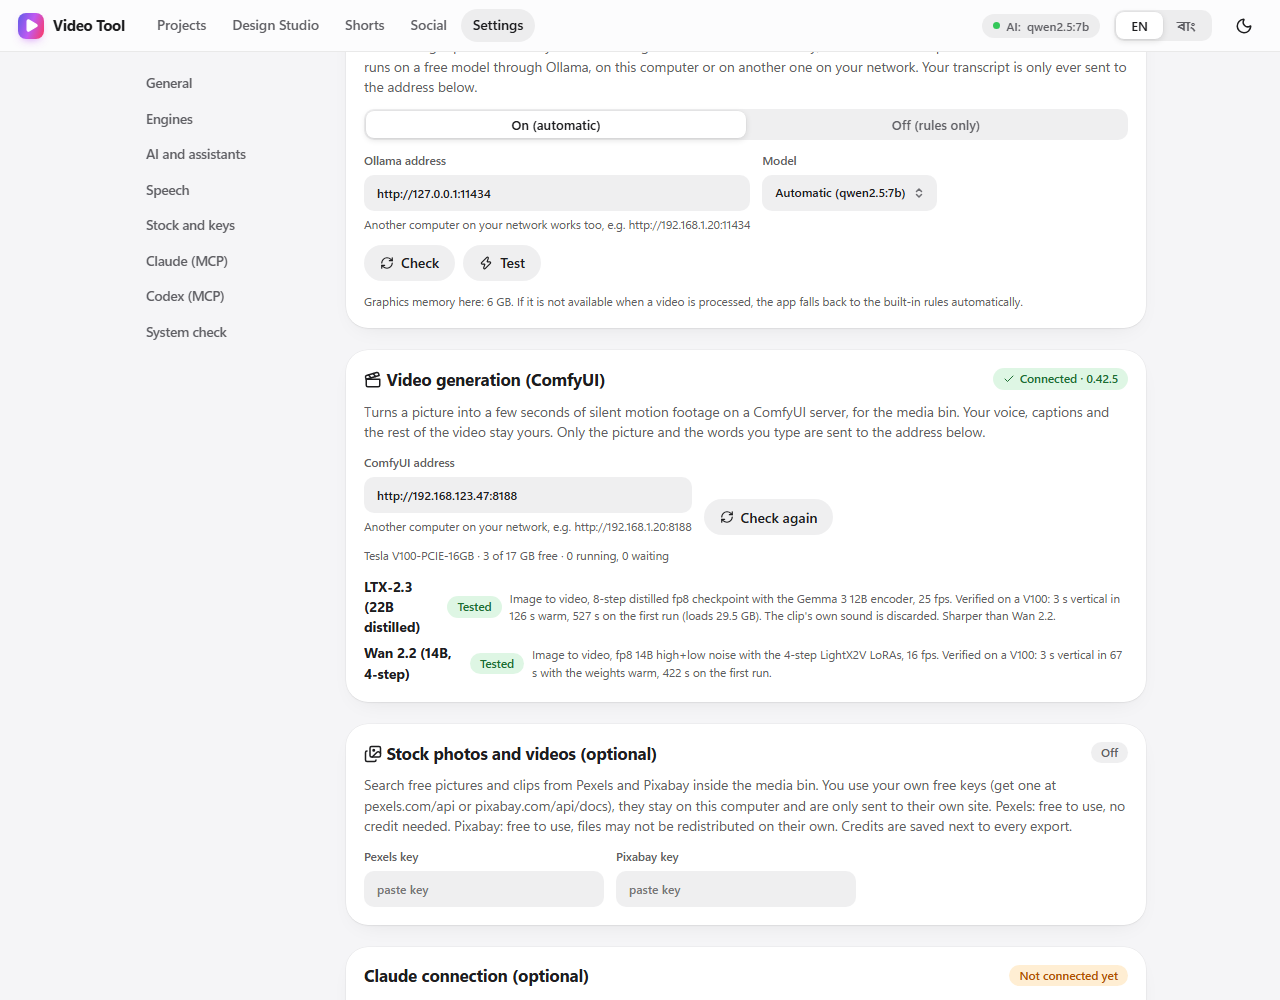 Video Tool
Projects
Design Studio
Shorts
Social
Settings
AI: qwen2.5:7b
EN
বাং
General
Engines
AI and assistants
Speech
Stock and keys
Claude (MCP)
Codex (MCP)
System check
runs on a free model through Ollama, on this computer or on another one on your network. Your transcript is only ever sent to
the address below.
On (automatic)
Off (rules only)
Ollama address
Model
http://127.0.0.1:11434
Automatic (qwen2.5:7b)
Another computer on your network works too, e.g. http://192.168.1.20:11434
Check
Test
Graphics memory here: 6 GB. If it is not available when a video is processed, the app falls back to the built-in rules automatically.
Video generation (ComfyUI)
Connected · 0.42.5
Turns a picture into a few seconds of silent motion footage on a ComfyUI server, for the media bin. Your voice, captions and
the rest of the video stay yours. Only the picture and the words you type are sent to the address below.
ComfyUI address
http://192.168.123.47:8188
Another computer on your network, e.g. http://192.168.1.20:8188
Check again
Tesla V100-PCIE-16GB · 3 of 17 GB free · 0 running, 0 waiting
LTX-2.3
(22B
distilled)
Tested
Image to video, 8-step distilled fp8 checkpoint with the Gemma 3 12B encoder, 25 fps. Verified on a V100: 3 s vertical in
126 s warm, 527 s on the first run (loads 29.5 GB). The clip's own sound is discarded. Sharper than Wan 2.2.
Wan 2.2 (14B,
4-step)
Tested
Image to video, fp8 14B high+low noise with the 4-step LightX2V LoRAs, 16 fps. Verified on a V100: 3 s vertical in 67
s with the weights warm, 422 s on the first run.
Stock photos and videos (optional)
Off
Search free pictures and clips from Pexels and Pixabay inside the media bin. You use your own free keys (get one at
pexels.com/api or pixabay.com/api/docs), they stay on this computer and are only sent to their own site. Pexels: free to use, no
credit needed. Pixabay: free to use, files may not be redistributed on their own. Credits are saved next to every export.
Pexels key
Pixabay key
paste key
paste key
Claude connection (optional)
Not connected yet